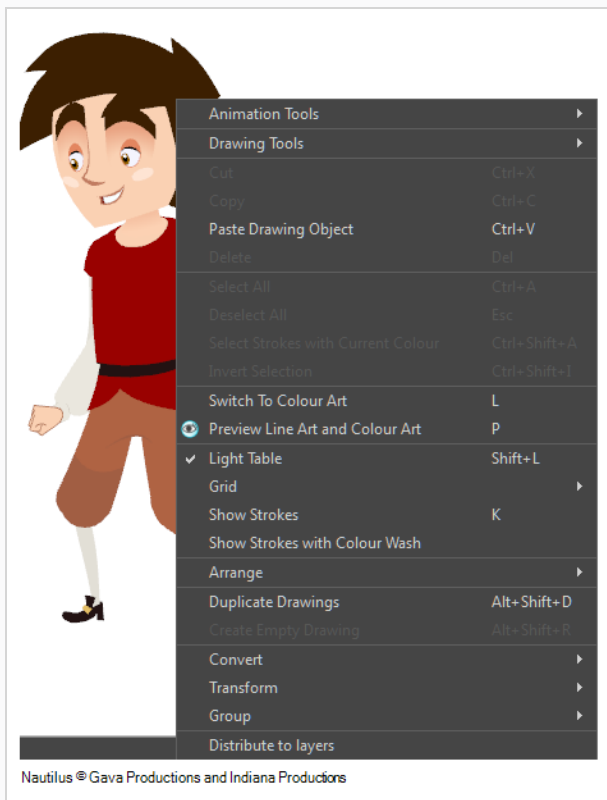 Animation Tools
Drawing Tools
Cut Ctrl+X
Copy Ctrl+C
Paste Drawing Object Ctrl+V
Delete Del
Select All Ctrl+A
Deselect All Esc
Select Strokes with Current Colour Ctrl+Shift+A
Invert Selection Ctrl+Shift+I
Switch To Colour Art L
Preview Line Art and Colour Art P
Light Table Shift+L
Grid
Show Strokes K
Show Strokes with Colour Wash
Arrange
Duplicate Drawings Alt+Shift+D
Create Empty Drawing Alt+Shift+R
Convert
Transform
Group
Distribute to layers
Nautilus © Gava Productions and Indiana Productions